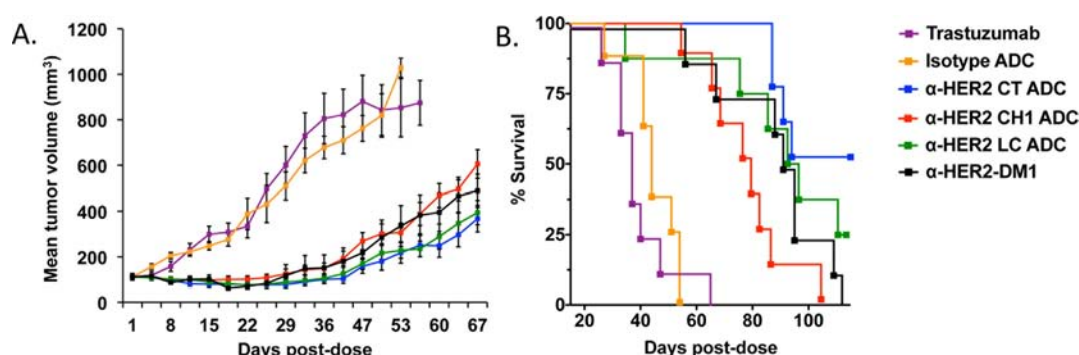 A.
Mean tumor volume (mm³)
1200
1000
800
600
400
200
0
1 8 15 22 29 36 43 47 53 60 67
Days post-dose
B.
% Survival
100
75
50
25
0
20 40 60 80 100
Days post-dose
Trastuzumab
Isotype ADC
α-HER2 CT ADC
α-HER2 CH1 ADC
α-HER2 LC ADC
α-HER2-DM1